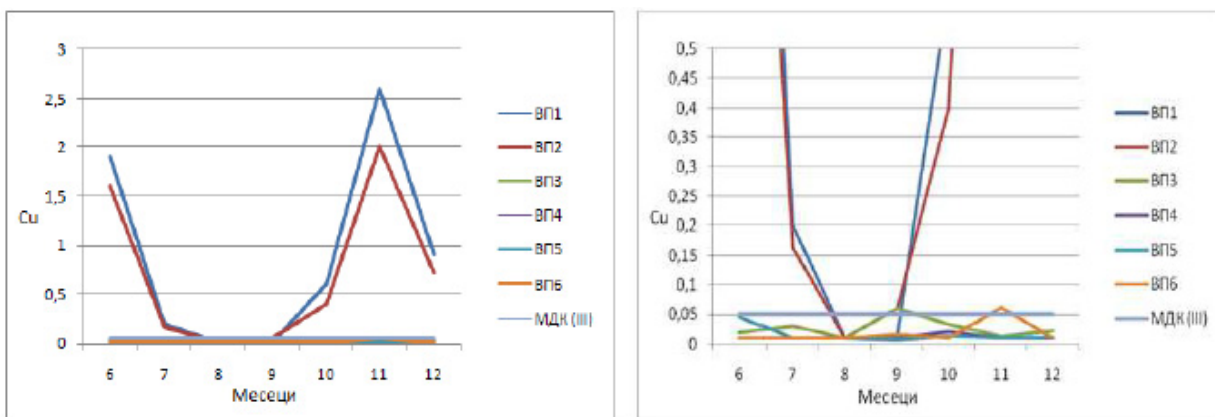 3
2,5
2
1,5
Cu
1
0,5
0
6 7 8 9 10 11 12
Месеци
ВП1
ВП2
ВП3
ВП4
ВП5
ВП6
МДК (III)
0,5
0,45
0,4
0,35
0,3
0,25
Cu
0,2
0,15
0,1
0,05
0
6 7 8 9 10 11 12
Месеци
ВП1
ВП2
ВП3
ВП4
ВП5
ВП6
МДК (III)